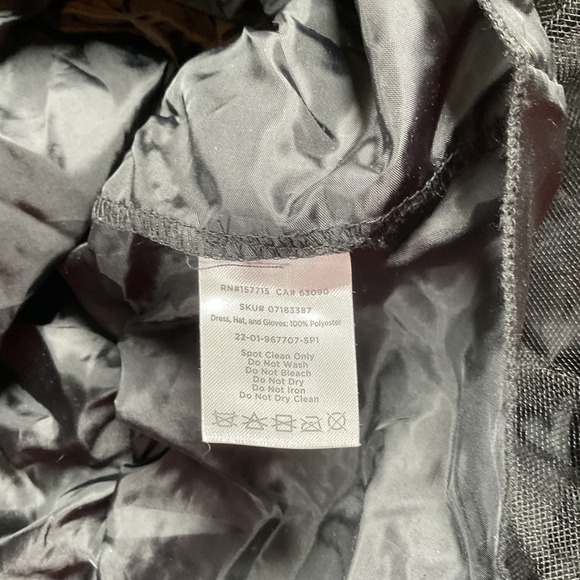 RN#157715 CA# 63090
SKU# 07183387
Dress, Hat, and Gloves: 100% Polyester
22-01-967707-SP1
Spot Clean Only
Do Not Wash
Do Not Bleach
Do Not Dry
Do Not Iron
Do Not Dry Clean